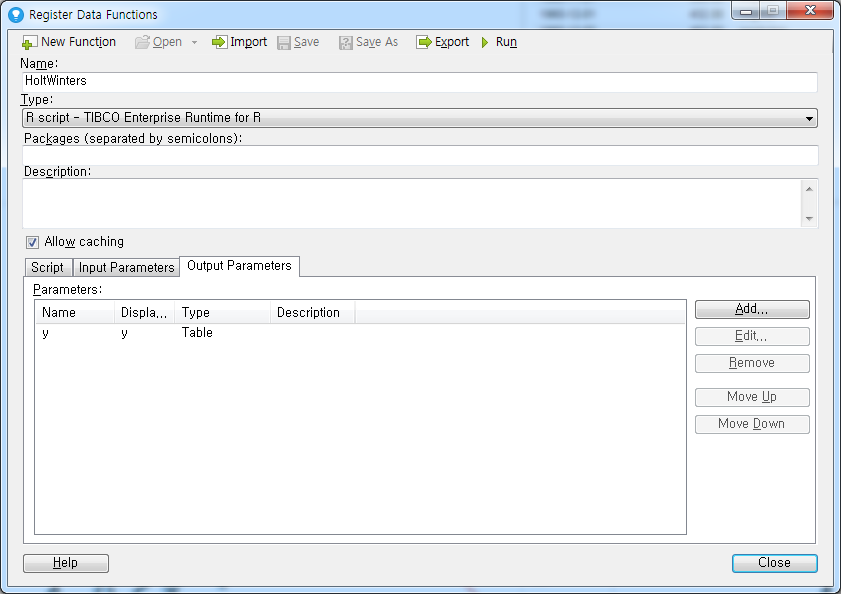 Register Data Functions
New Function Open Import Save Save As Export Run
Name:
HoltWinters
Type:
R script - TIBCO Enterprise Runtime for R
Packages (separated by semicolons):
Description:
Allow caching
Script Input Parameters Output Parameters
Parameters:
Name Displa... Type Description
y y Table
Add...
Edit...
Remove
Move Up
Move Down
Help Close